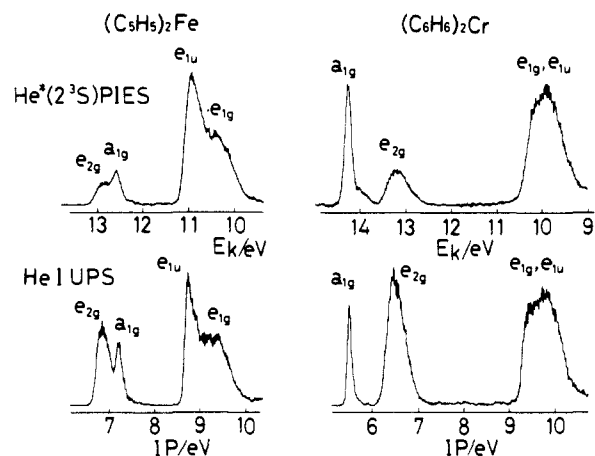 (C₅H₅)₂Fe
(C₆H₆)₂Cr
He*(2³S)PIES
e₂g
a₁g
e₁u
e₁g
a₁g
e₂g
e₁g, e₁u
13 12 11 10
Eₖ/eV
14 13 12 11 10 9
Eₖ/eV
He I UPS
e₂g
a₁g
e₁u
e₁g
a₁g
e₂g
e₁g, e₁u
7 8 9 10
IP/eV
6 7 8 9 10
IP/eV